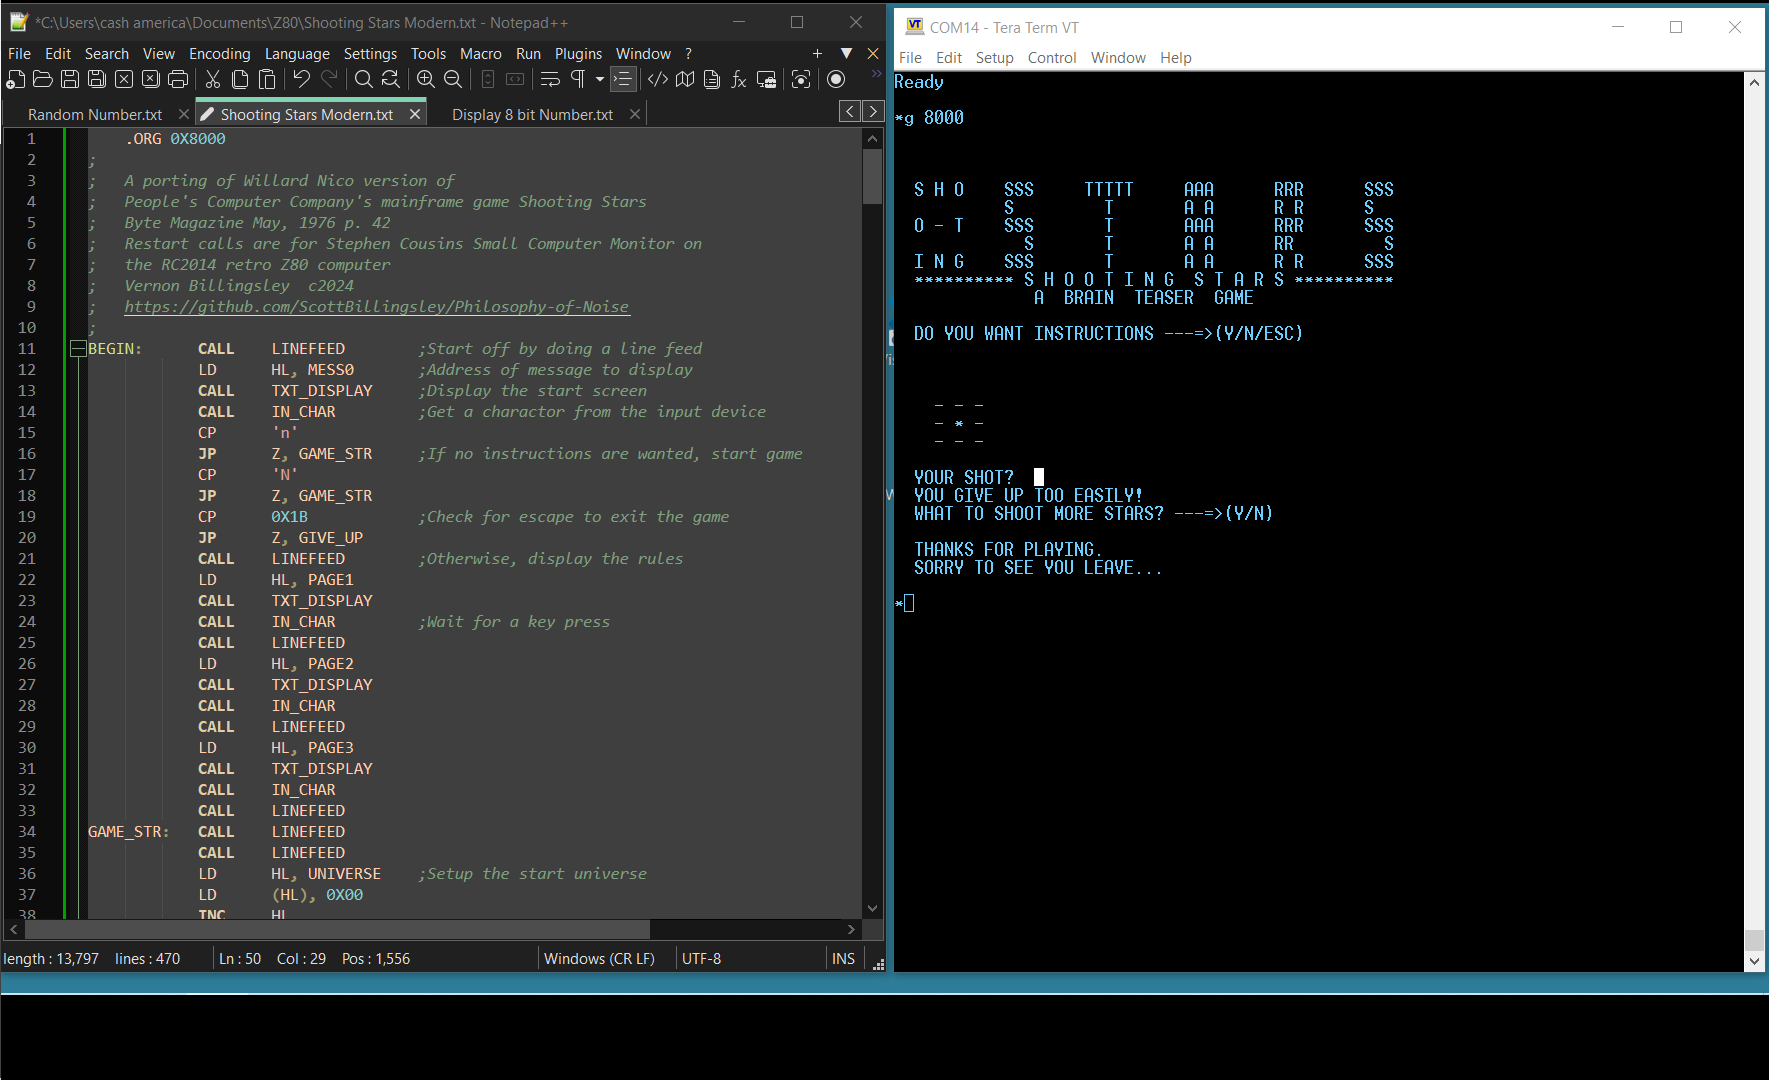 *C:\Users\cash america\Documents\Z80\Shooting Stars Modern.txt - Notepad++
File Edit Search View Encoding Language Settings Tools Macro Run Plugins Window ?
Random Number.txt Shooting Stars Modern.txt Display 8 bit Number.txt
1 .ORG 0X8000
2 ;
3 ; A porting of Willard Nico version of
4 ; People's Computer Company's mainframe game Shooting Stars
5 ; Byte Magazine May, 1976 p. 42
6 ; Restart calls are for Stephen Cousins Small Computer Monitor on
7 ; the RC2014 retro Z80 computer
8 ; Vernon Billingsley c2024
9 ; https://github.com/ScottBillingsley/Philosophy-of-Noise
10 ;
11 BEGIN: CALL LINEFEED ;Start off by doing a line feed
12 LD HL, MESS0 ;Address of message to display
13 CALL TXT_DISPLAY ;Display the start screen
14 CALL IN_CHAR ;Get a charactor from the input device
15 CP 'n'
16 JP Z, GAME_STR ;If no instructions are wanted, start game
17 CP 'N'
18 JP Z, GAME_STR
19 CP 0X1B ;Check for escape to exit the game
20 JP Z, GIVE_UP
21 CALL LINEFEED ;Otherwise, display the rules
22 LD HL, PAGE1
23 CALL TXT_DISPLAY
24 CALL IN_CHAR ;Wait for a key press
25 CALL LINEFEED
26 LD HL, PAGE2
27 CALL TXT_DISPLAY
28 CALL IN_CHAR
29 CALL LINEFEED
30 LD HL, PAGE3
31 CALL TXT_DISPLAY
32 CALL IN_CHAR
33 CALL LINEFEED
34 GAME_STR: CALL LINEFEED
35 CALL LINEFEED
36 LD HL, UNIVERSE ;Setup the start universe
37 LD (HL), 0X00
38 INC HL
length : 13,797 lines : 470 Ln : 50 Col : 29 Pos : 1,556 Windows (CR LF) UTF-8 INS
VT COM14 - Tera Term VT
File Edit Setup Control Window Help
Ready
*g 8000
S H O SSS TTTTT AAA RRR SSS
S T A A R R S
O - T SSS T AAA RRR SSS
S T A A RR S
I N G SSS T A A R R SSS
********** S H O O T I N G S T A R S **********
A BRAIN TEASER GAME
DO YOU WANT INSTRUCTIONS ---=>(Y/N/ESC)
- - -
- * -
- - -
YOUR SHOT?
YOU GIVE UP TOO EASILY!
WHAT TO SHOOT MORE STARS? ---=>(Y/N)
THANKS FOR PLAYING.
SORRY TO SEE YOU LEAVE...
*